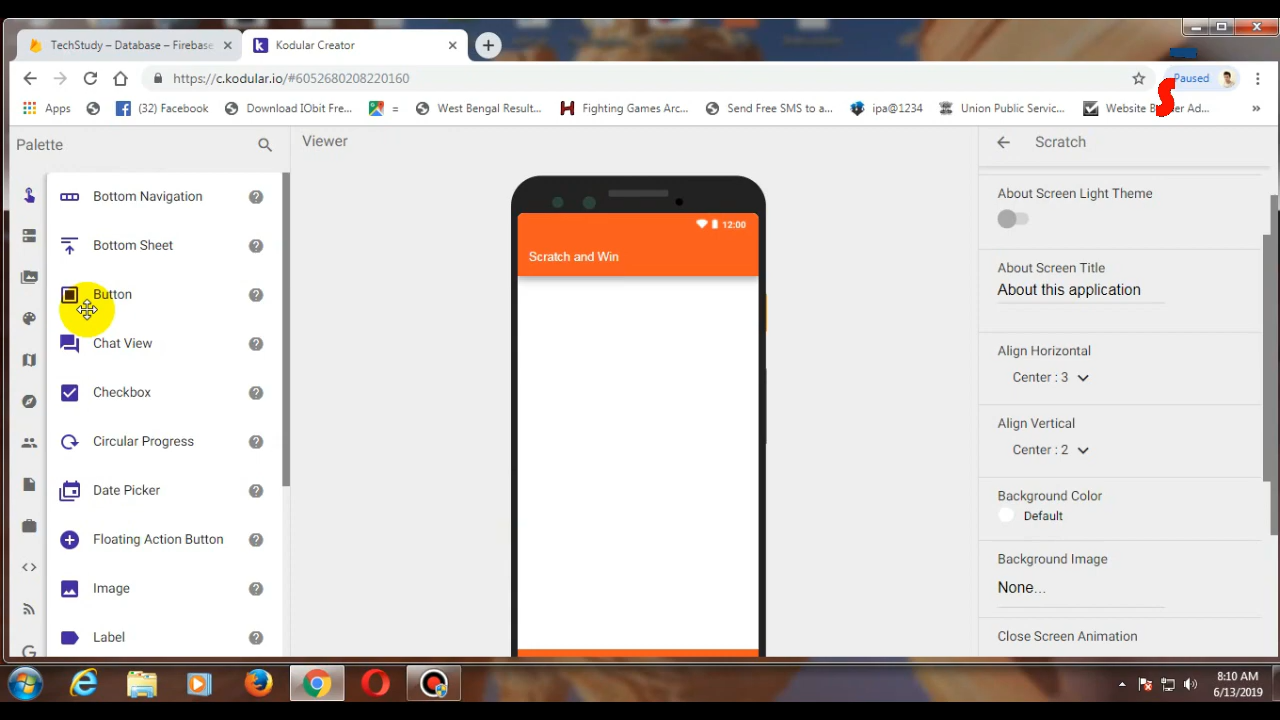 TechStudy – Database – Firebase
Kodular Creator
https://c.kodular.io/#6052680208220160
Paused
Apps
(32) Facebook
Download IObit Fre...
=
West Bengal Result...
Fighting Games Arc...
Send Free SMS to a...
ipa@1234
Union Public Servic...
Ad...
»
Palette
Bottom Navigation
Bottom Sheet
Button
Chat View
Checkbox
Circular Progress
Date Picker
Floating Action Button
Image
Label
Viewer
12:00
Scratch and Win
Scratch
About Screen Light Theme
About Screen Title
About this application
Align Horizontal
Center : 3
Align Vertical
Center : 2
Background Color
Default
Background Image
None...
Close Screen Animation
8:10 AM
6/13/2019